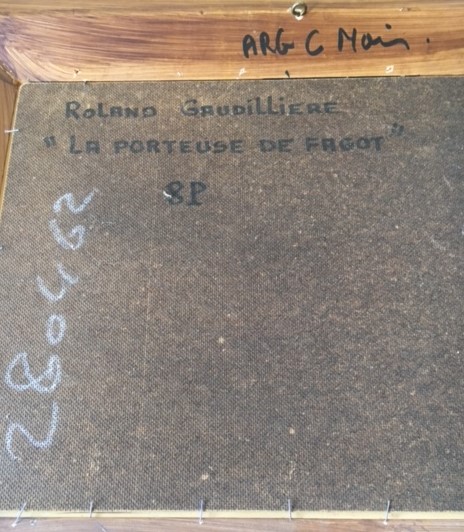 ARG C Main.
Roland Gaudilliere
"La porteuse de fagot"
8P
280462